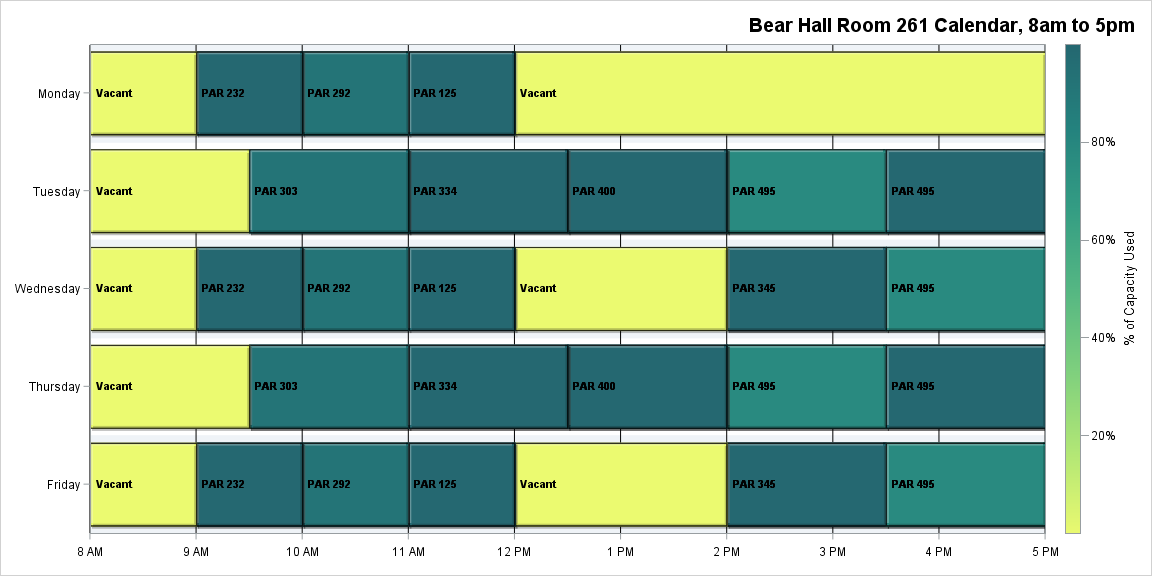 Bear Hall Room 261 Calendar, 8am to 5pm
Monday
Vacant
PAR 232
PAR 292
PAR 125
Vacant
Tuesday
Vacant
PAR 303
PAR 334
PAR 400
PAR 495
PAR 495
Wednesday
Vacant
PAR 232
PAR 292
PAR 125
Vacant
PAR 345
PAR 495
Thursday
Vacant
PAR 303
PAR 334
PAR 400
PAR 495
PAR 495
Friday
Vacant
PAR 232
PAR 292
PAR 125
Vacant
PAR 345
PAR 495
8 AM
9 AM
10 AM
11 AM
12 PM
1 PM
2 PM
3 PM
4 PM
5 PM
80%
60%
40%
20%
% of Capacity Used